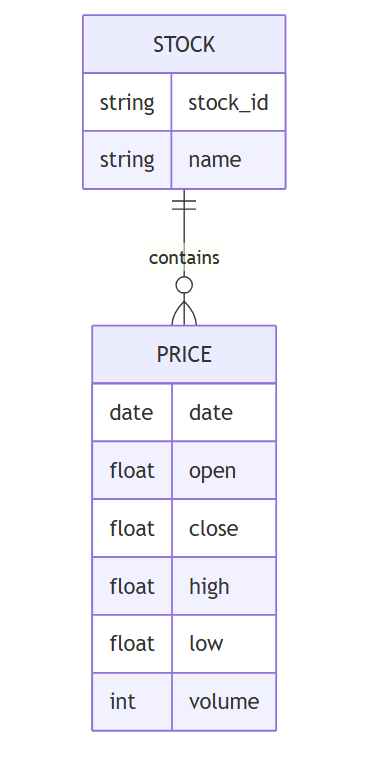 STOCK
string stock_id
string name
contains
PRICE
date date
float open
float close
float high
float low
int volume